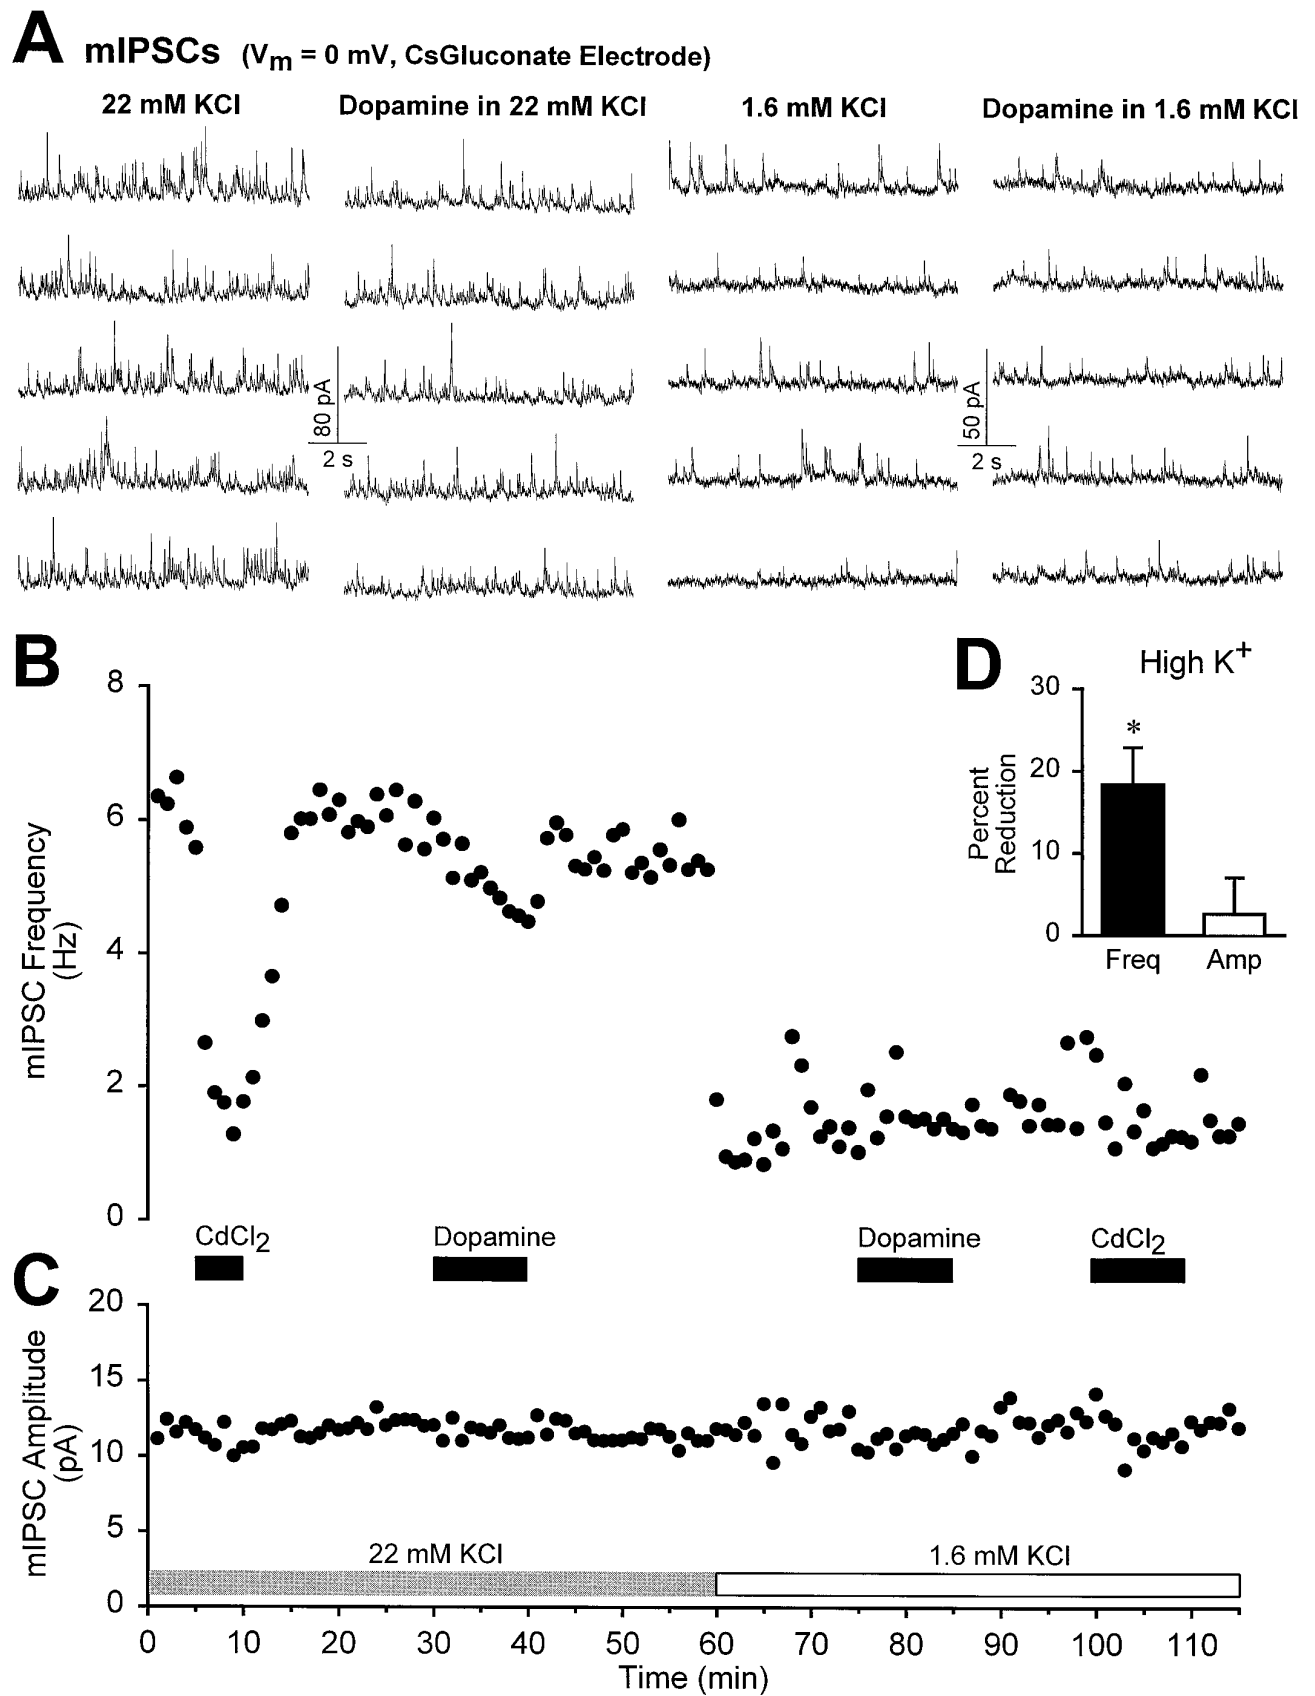 A mIPSCs (Vm = 0 mV, CsGluconate Electrode)
22 mM KCl
Dopamine in 22 mM KCl
1.6 mM KCl
Dopamine in 1.6 mM KCl
80 pA
2 s
50 pA
2 s
B
8
6
4
2
0
mIPSC Frequency
(Hz)
D
High K+
30
20
10
0
Percent
Reduction
*
Freq
Amp
CdCl2
Dopamine
Dopamine
CdCl2
C
20
15
10
5
0
mIPSC Amplitude
(pA)
22 mM KCl
1.6 mM KCl
0 10 20 30 40 50 60 70 80 90 100 110
Time (min)